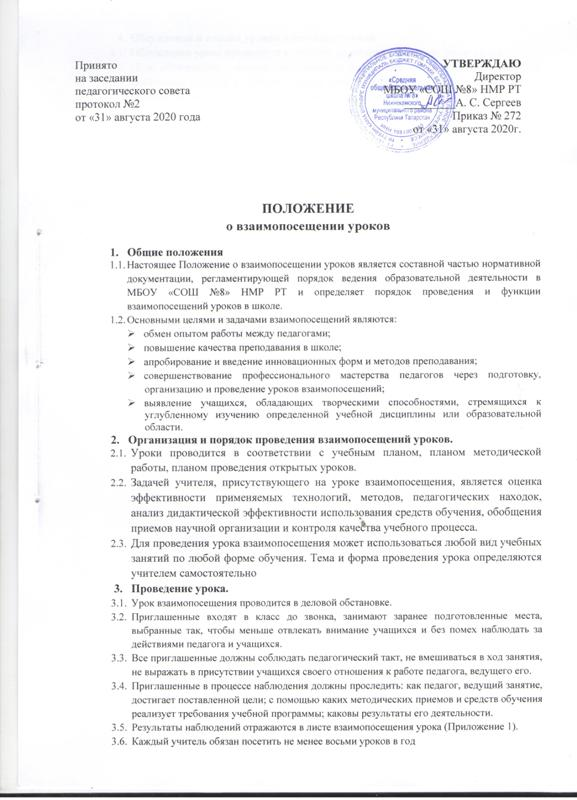 Принято
на заседании
педагогического совета
протокол №2
от «31» августа 2020 года
УТВЕРЖДАЮ
Директор
МБОУ «СОШ №8» НМР РТ
А. С. Сергеев
Приказ № 272
от «31» августа 2020г.
«Средняя
школа № 8»
Нижнекамского
муниципального района
Республики Татарстан
ПОЛОЖЕНИЕ
о взаимопосещении уроков
1. Общие положения
1.1. Настоящее Положение о взаимопосещении уроков является составной частью нормативной
документации, регламентирующей порядок ведения образовательной деятельности в
МБОУ «СОШ №8» НМР РТ и определяет порядок проведения и функции
взаимопосещений уроков в школе.
1.2. Основными целями и задачами взаимопосещений являются:
➢ обмен опытом работы между педагогами;
➢ повышение качества преподавания в школе;
➢ апробирование и введение инновационных форм и методов преподавания;
➢ совершенствование профессионального мастерства педагогов через подготовку,
организацию и проведение уроков взаимопосещений;
➢ выявление учащихся, обладающих творческими способностями, стремящихся к
углубленному изучению определенной учебной дисциплины или образовательной
области.
2. Организация и порядок проведения взаимопосещений уроков.
2.1. Уроки проводится в соответствии с учебным планом, планом методической
работы, планом проведения открытых уроков.
2.2. Задачей учителя, присутствующего на уроке взаимопосещения, является оценка
эффективности применяемых технологий, методов, педагогических находок,
анализ дидактической эффективности использования средств обучения, обобщения
приемов научной организации и контроля качества учебного процесса.
2.3. Для проведения урока взаимопосещения может использоваться любой вид учебных
занятий по любой форме обучения. Тема и форма проведения урока определяются
учителем самостоятельно
3. Проведение урока.
3.1. Урок взаимопосещения проводится в деловой обстановке.
3.2. Приглашенные входят в класс до звонка, занимают заранее подготовленные места,
выбранные так, чтобы меньше отвлекать внимание учащихся и без помех наблюдать за
действиями педагога и учащихся.
3.3. Все приглашенные должны соблюдать педагогический такт, не вмешиваться в ход занятия,
не выражать в присутствии учащихся своего отношения к работе педагога, ведущего его.
3.4. Приглашенные в процессе наблюдения должны проследить: как педагог, ведущий занятие,
достигает поставленной цели; с помощью каких методических приемов и средств обучения
реализует требования учебной программы; каковы результаты его деятельности.
3.5. Результаты наблюдений отражаются в листе взаимопосещения урока (Приложение 1).
3.6. Каждый учитель обязан посетить не менее восьми уроков в год